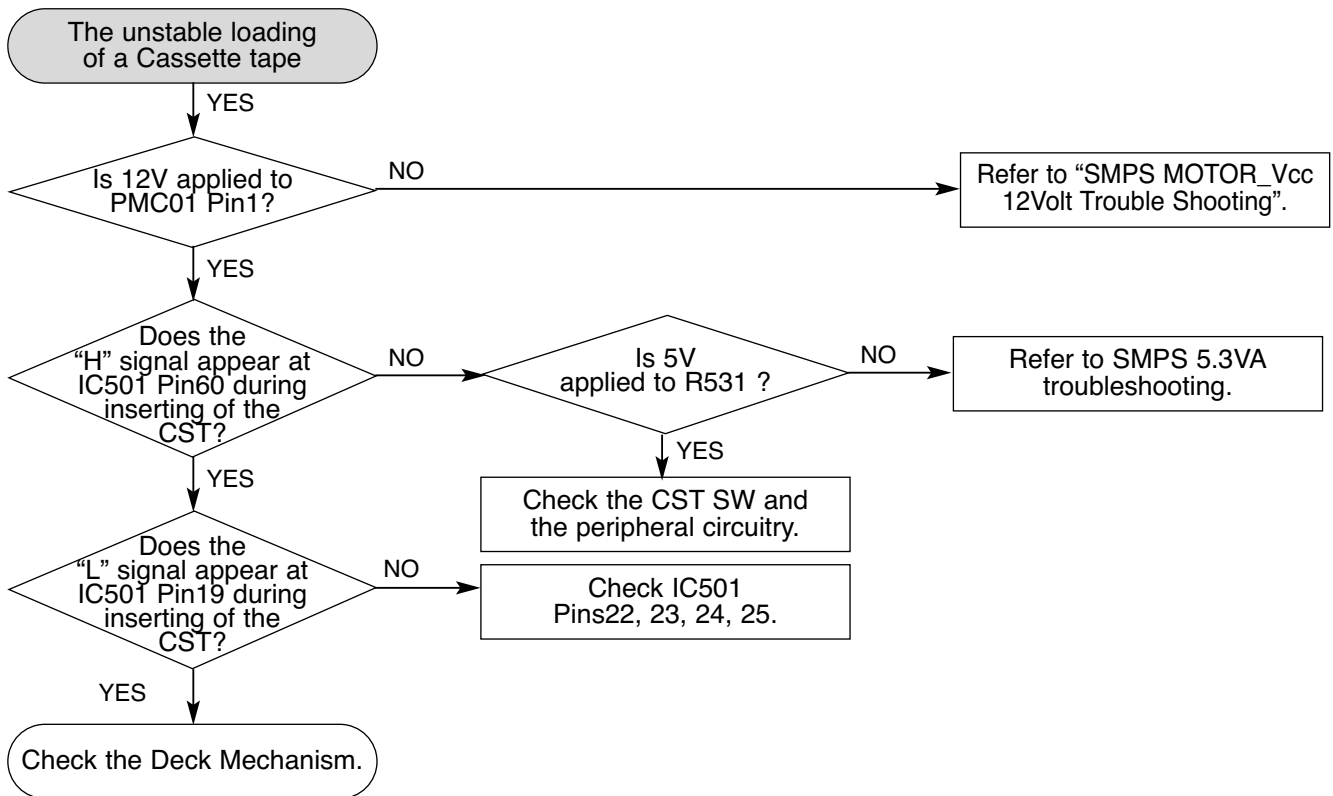 The unstable loading
of a Cassette tape
YES
Is 12V applied to
PMC01 Pin1?
NO
Refer to “SMPS MOTOR_Vcc
12Volt Trouble Shooting”.
YES
Does the
“H” signal appear at
IC501 Pin60 during
inserting of the
CST?
NO
Is 5V
applied to R531 ?
NO
Refer to SMPS 5.3VA
troubleshooting.
YES
Check the CST SW and
the peripheral circuitry.
YES
Does the
“L” signal appear at
IC501 Pin19 during
inserting of the
CST?
NO
Check IC501
Pins22, 23, 24, 25.
YES
Check the Deck Mechanism.